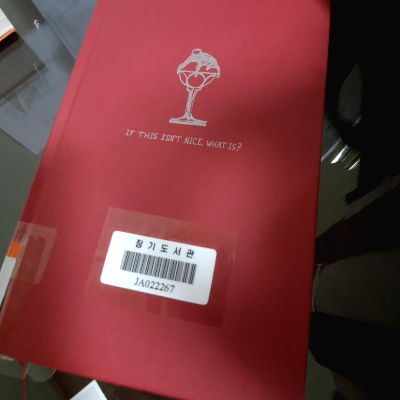 IF THIS ISN'T NICE, WHAT IS?
장기도서관
JA022267